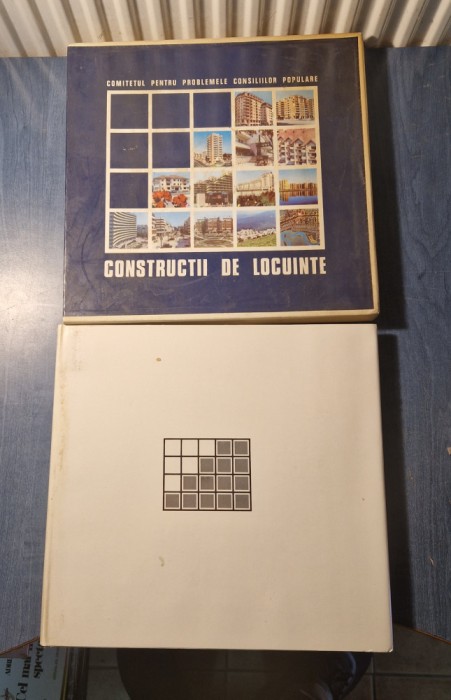 COMITETUL PENTRU PROBLEMELE CONSILIILOR POPULARE
CONSTRUCTII DE LOCUINTE